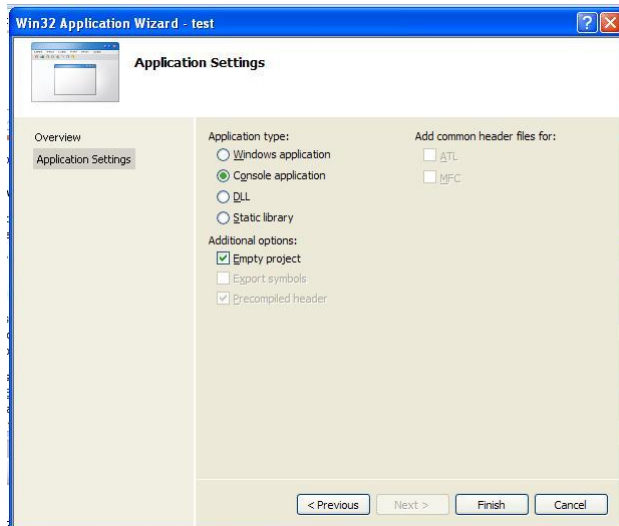 Win32 Application Wizard - test
Application Settings
Overview
Application Settings
Application type:
Windows application
Console application
DLL
Static library
Additional options:
Empty project
Export symbols
Precompiled header
Add common header files for:
ATL
MFC
< Previous
Next >
Finish
Cancel